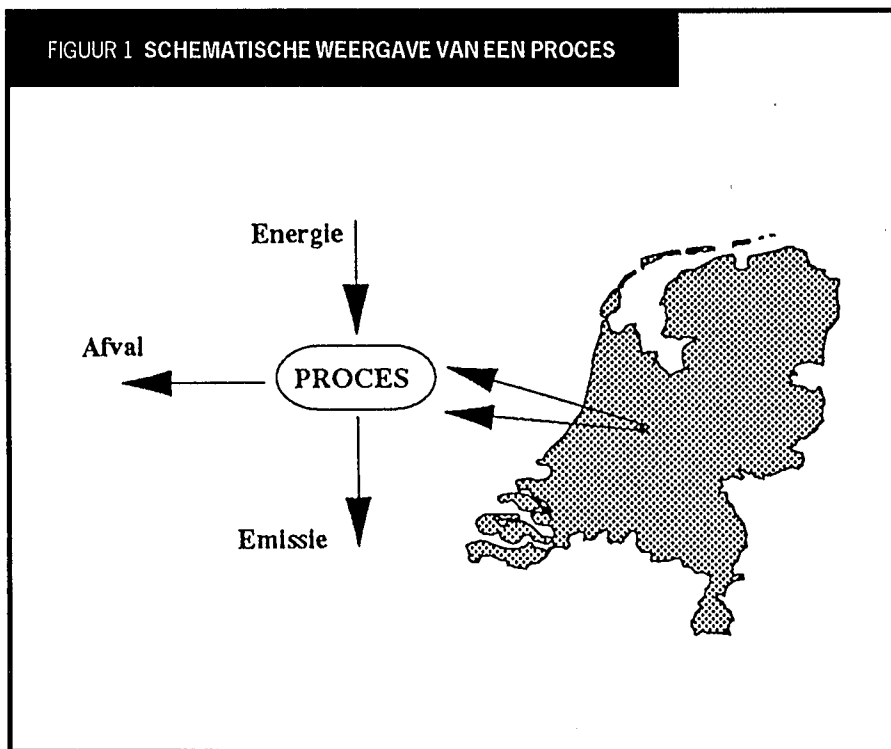 FIGUUR 1 SCHEMATISCHE WEERGAVE VAN EEN PROCES
Energie
Afval
PROCES
Emissie